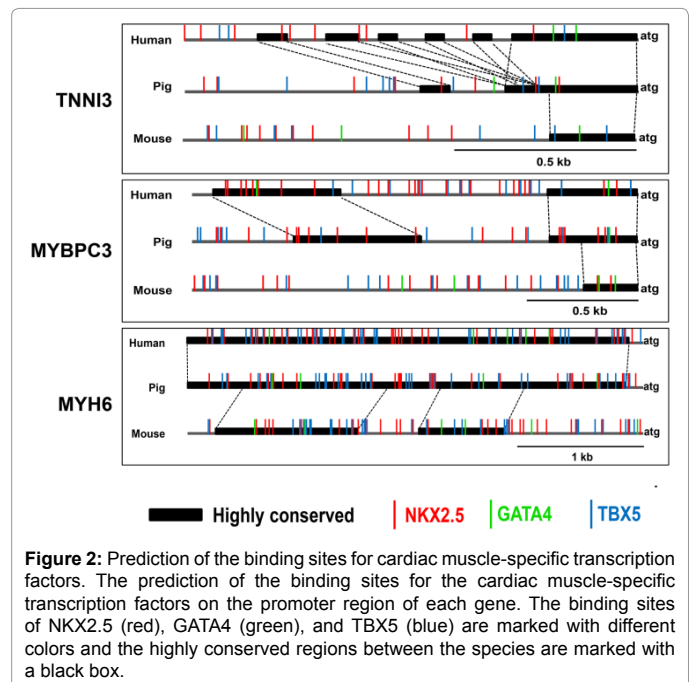 TNNI3
Human
atg
Pig
atg
Mouse
atg
0.5 kb
MYBPC3
Human
atg
Pig
atg
Mouse
atg
0.5 kb
MYH6
Human
atg
Pig
atg
Mouse
atg
1 kb
Highly conserved
NKX2.5
GATA4
TBX5
Figure 2: Prediction of the binding sites for cardiac muscle-specific transcription
factors. The prediction of the binding sites for the cardiac muscle-specific
transcription factors on the promoter region of each gene. The binding sites
of NKX2.5 (red), GATA4 (green), and TBX5 (blue) are marked with different
colors and the highly conserved regions between the species are marked with
a black box.